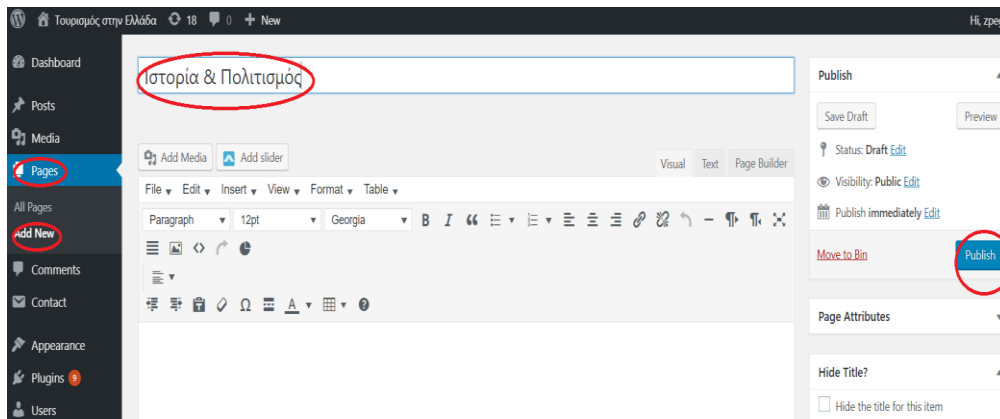 Τουρισμός στην Ελλάδα 18 0 + New Hi, zpe
Dashboard
Posts
Media
Pages
All Pages
Add New
Comments
Contact
Appearance
Plugins 9
Users
Ιστορία & Πολιτισμός
Add Media Add slider
Visual Text Page Builder
File Edit Insert View Format Table
Paragraph 12pt Georgia B I
Publish
Save Draft Preview
Status: Draft Edit
Visibility: Public Edit
Publish immediately Edit
Move to Bin Publish
Page Attributes
Hide Title?
Hide the title for this item